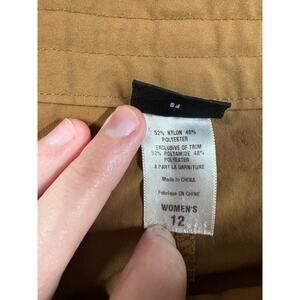 52% NYLON 48%
POLYESTER
EXCLUSIVE OF TRIM
52% POLYAMIDE 48%
POLYESTER
A PART LA GARNITURE
Made in CHINA
Fabriqué EN CHINE
WOMEN'S
12